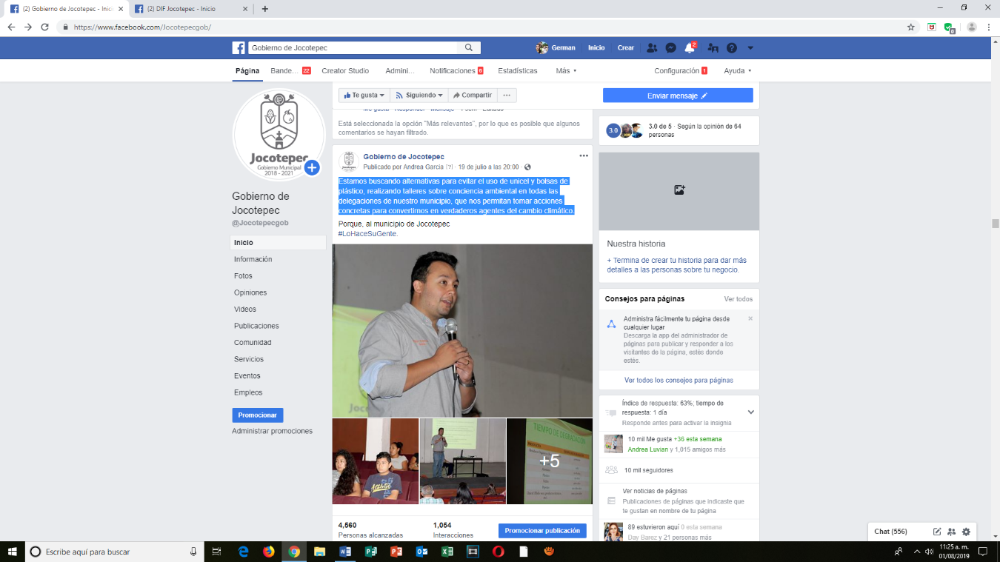 (2) Gobierno de Jocotepec - Inic
(2) DIF Jocotepec - Inicio
https://www.facebook.com/Jocotepecgob/
Gobierno de Jocotepec
German
Inicio
Crear
2
Página
Bande... 22
Creator Studio
Admini...
Notificaciones 6
Estadísticas
Más
Configuración 1
Ayuda
Te gusta
Siguiendo
Compartir
Enviar mensaje
Jocotepec
Gobierno Municipal
2018 - 2021
Gobierno de
Jocotepec
@Jocotepecgob
Inicio
Información
Fotos
Opiniones
Videos
Publicaciones
Comunidad
Servicios
Eventos
Empleos
Promocionar
Administrar promociones
Está seleccionada la opción "Más relevantes", por lo que es posible que algunos
comentarios se hayan filtrado.
Gobierno de Jocotepec
Publicado por Andrea Garcia [?] · 19 de julio a las 20:00 ·
Estamos buscando alternativas para evitar el uso de unicel y bolsas de
plástico, realizando talleres sobre conciencia ambiental en todas las
delegaciones de nuestro municipio, que nos permitan tomar acciones
concretas para convertirnos en verdaderos agentes del cambio climático.
Porque, al municipio de Jocotepec
#LoHaceSuGente.
TIEMPO DE DEGRADACIÓN
+5
4,560
Personas alcanzadas
1,054
Interacciones
Promocionar publicación
3.0
3.0 de 5 · Según la opinión de 64
personas
Nuestra historia
+ Termina de crear tu historia para dar más
detalles a las personas sobre tu negocio.
Consejos para páginas
Ver todos
Administra fácilmente tu página desde
cualquier lugar
Descarga la app del administrador de
páginas para publicar y responder a los
visitantes de la página, estés donde
estés.
Ver todos los consejos para páginas
Índice de respuesta: 63%; tiempo de
respuesta: 1 día
Responde antes para activar la insignia
10 mil Me gusta +36 esta semana
Andrea Luvian y 1,015 amigos más
10 mil seguidores
Ver noticias de páginas
Publicaciones de páginas que indicaste que
te gustan en nombre de tu página
89 estuvieron aquí 0 esta semana
Day Barez y 21 personas más
Chat (556)
Escribe aquí para buscar
11:25 a. m.
01/08/2019